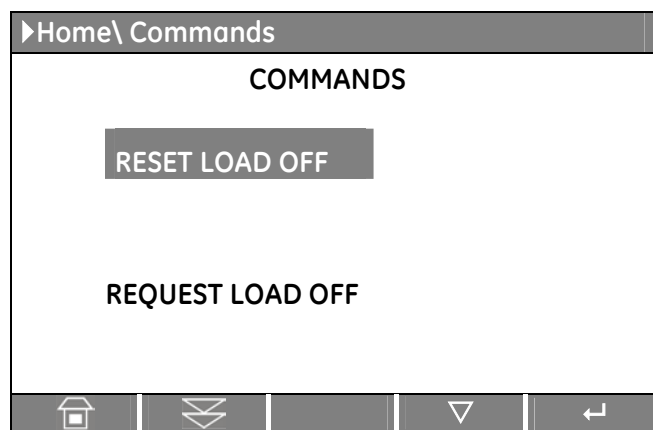 Home\ Commands
COMMANDS
RESET LOAD OFF
REQUEST LOAD OFF